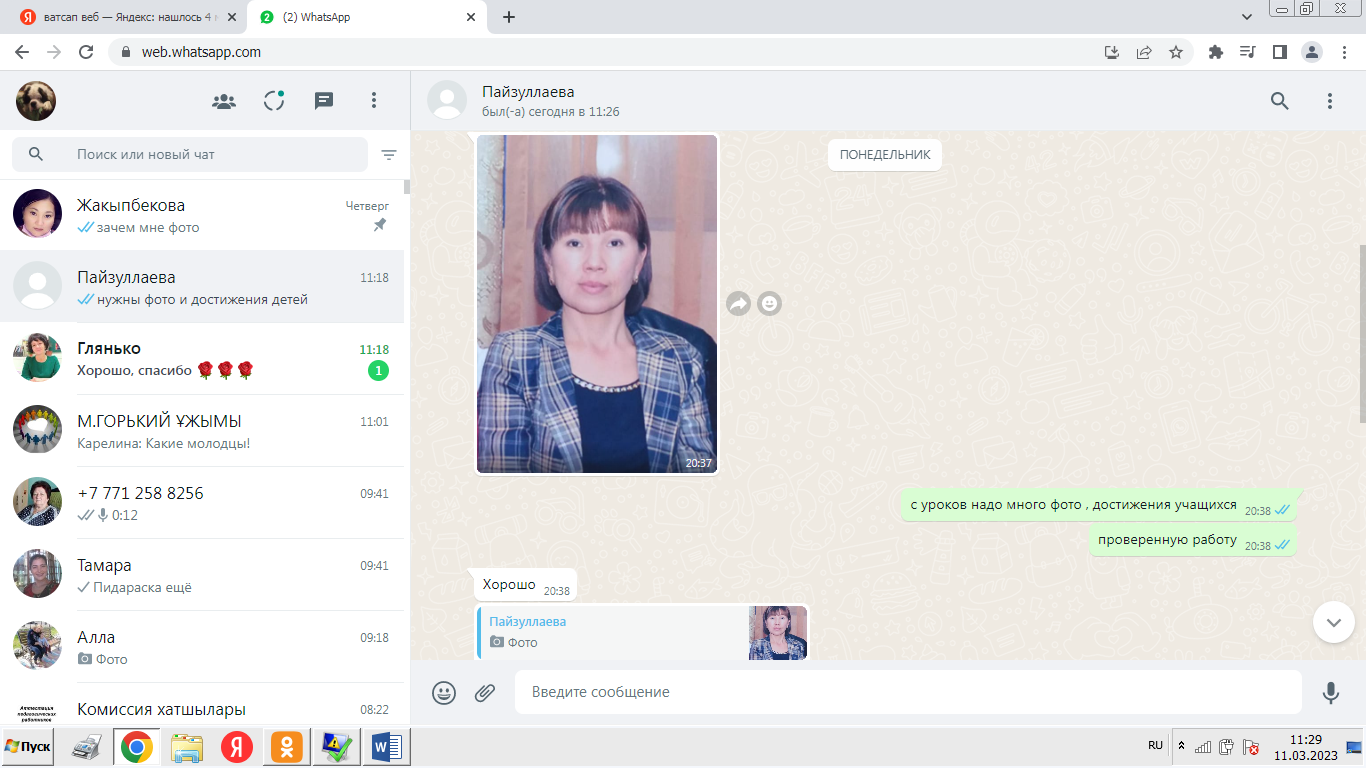 ватсап веб — Яндекс: нашлось 4
(2) WhatsApp
web.whatsapp.com
Поиск или новый чат
Жакыпбекова
Четверг
зачем мне фото
Пайзуллаева
11:18
нужны фото и достижения детей
Глянько
11:18
Хорошо, спасибо
1
М.ГОРЬКИЙ ҰЖЫМЫ
11:01
Карелина: Какие молодцы!
+7 771 258 8256
09:41
0:12
Тамара
09:41
Пидараска ещё
Алла
09:18
Фото
Аттестация
педагогических
работников
Комиссия хатшылары
08:22
Пайзуллаева
был(-а) сегодня в 11:26
ПОНЕДЕЛЬНИК
20:37
с уроков надо много фото , достижения учащихся 20:38
проверенную работу 20:38
Хорошо 20:38
Пайзуллаева
Фото
Введите сообщение
Пуск
RU
11:29
11.03.2023